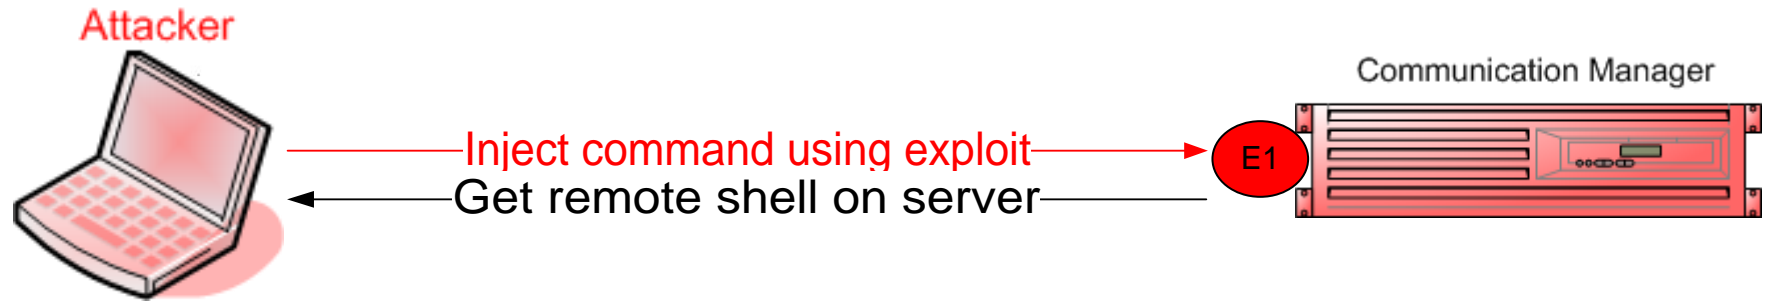 Attacker
Communication Manager
Inject command using exploit
E1
Get remote shell on server